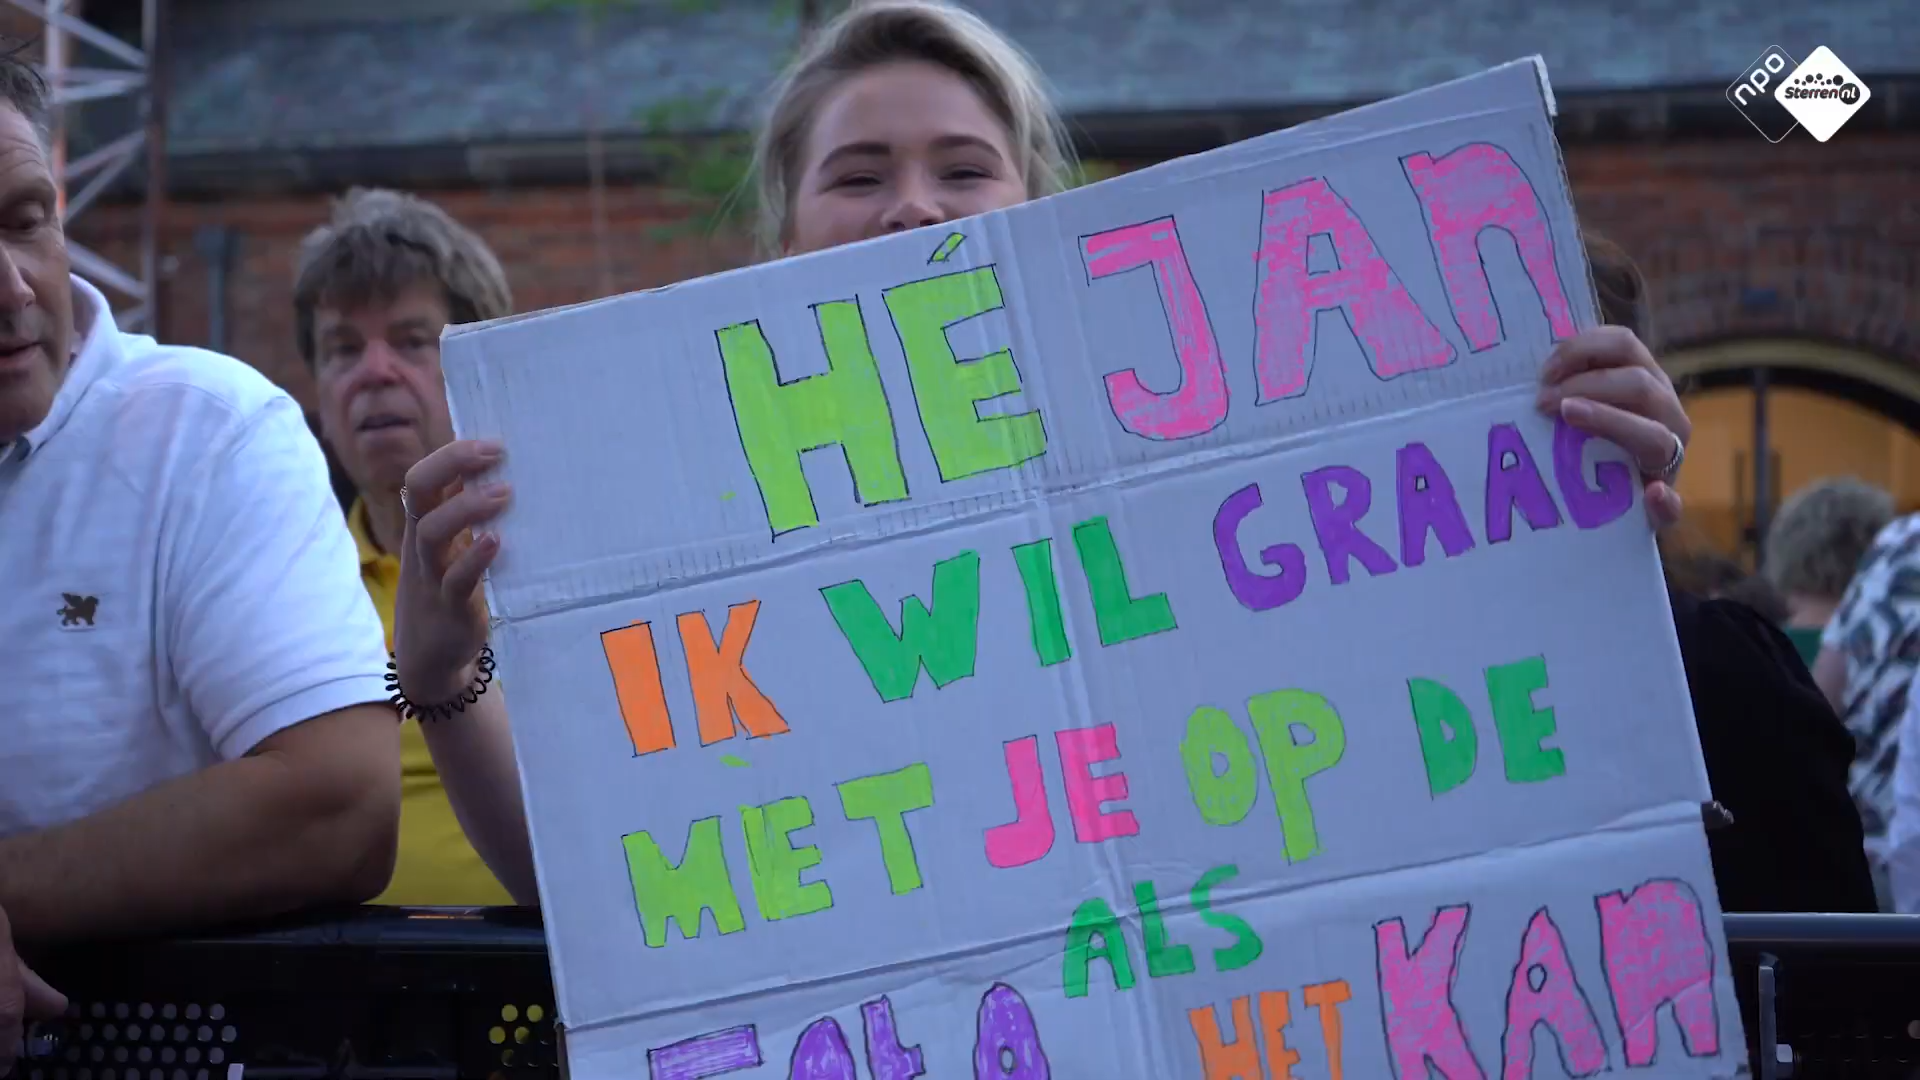 npo
Sterren nl
HÉ JAN
IK WIL GRAAG
MET JE OP DE
ALS
HET KAN